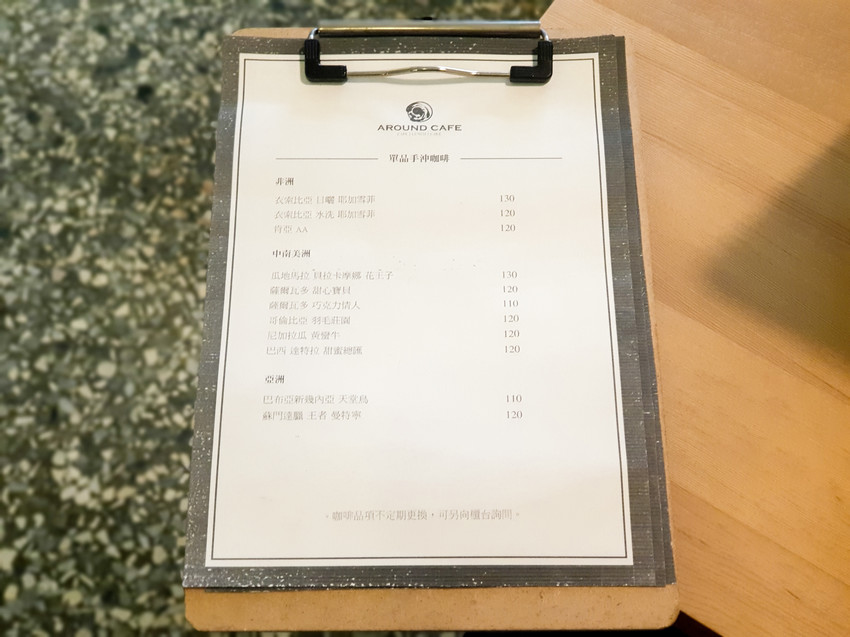 AROUND CAFE
單品手沖咖啡
非洲
衣索比亞 日曬 耶加雪菲 130
衣索比亞 水洗 耶加雪菲 120
肯亞 AA 120
中南美洲
瓜地馬拉 貝拉卡摩娜 花王子 130
薩爾瓦多 甜心寶貝 120
薩爾瓦多 巧克力情人 110
哥倫比亞 羽毛莊園 120
尼加拉瓜 黃蠻牛 120
巴西 達特拉 甜蜜總匯 120
亞洲
巴布亞新幾內亞 天堂鳥 110
蘇門達臘 王者 曼特寧 120
。咖啡品項不定期更換，可另向櫃台詢問。